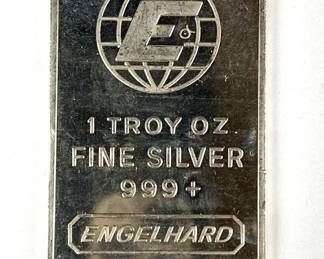 E
1 TROY OZ.
FINE SILVER
999+
ENGELHARD